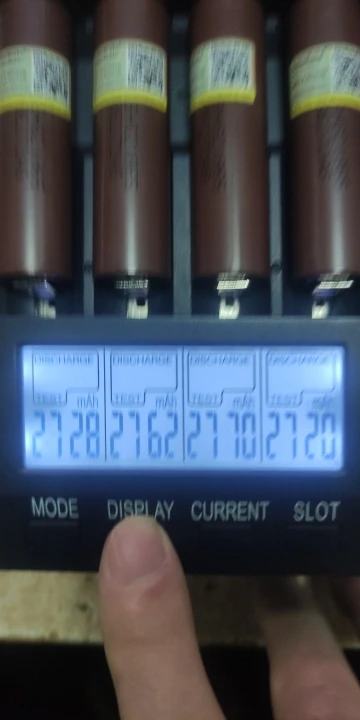 DISCHARGE DISCHARGE DISCHARGE DISCHARGE
TEST TEST TEST TEST
mAh mAh mAh mAh
2728 2762 2770 2720
MODE DISPLAY CURRENT SLOT